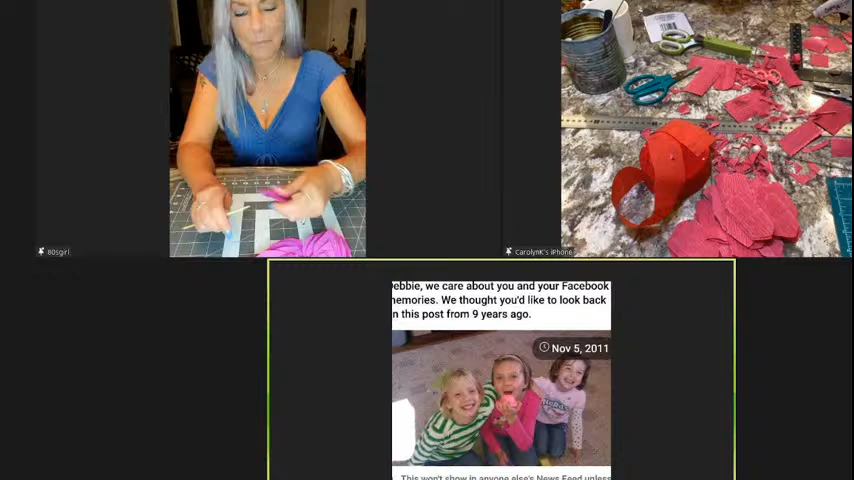 80sgirl
CarolynK's iPhone
ebbie, we care about you and your Facebook
nemories. We thought you'd like to look back
n this post from 9 years ago.
Nov 5, 2011
This won't show in anyone else's News Feed unless